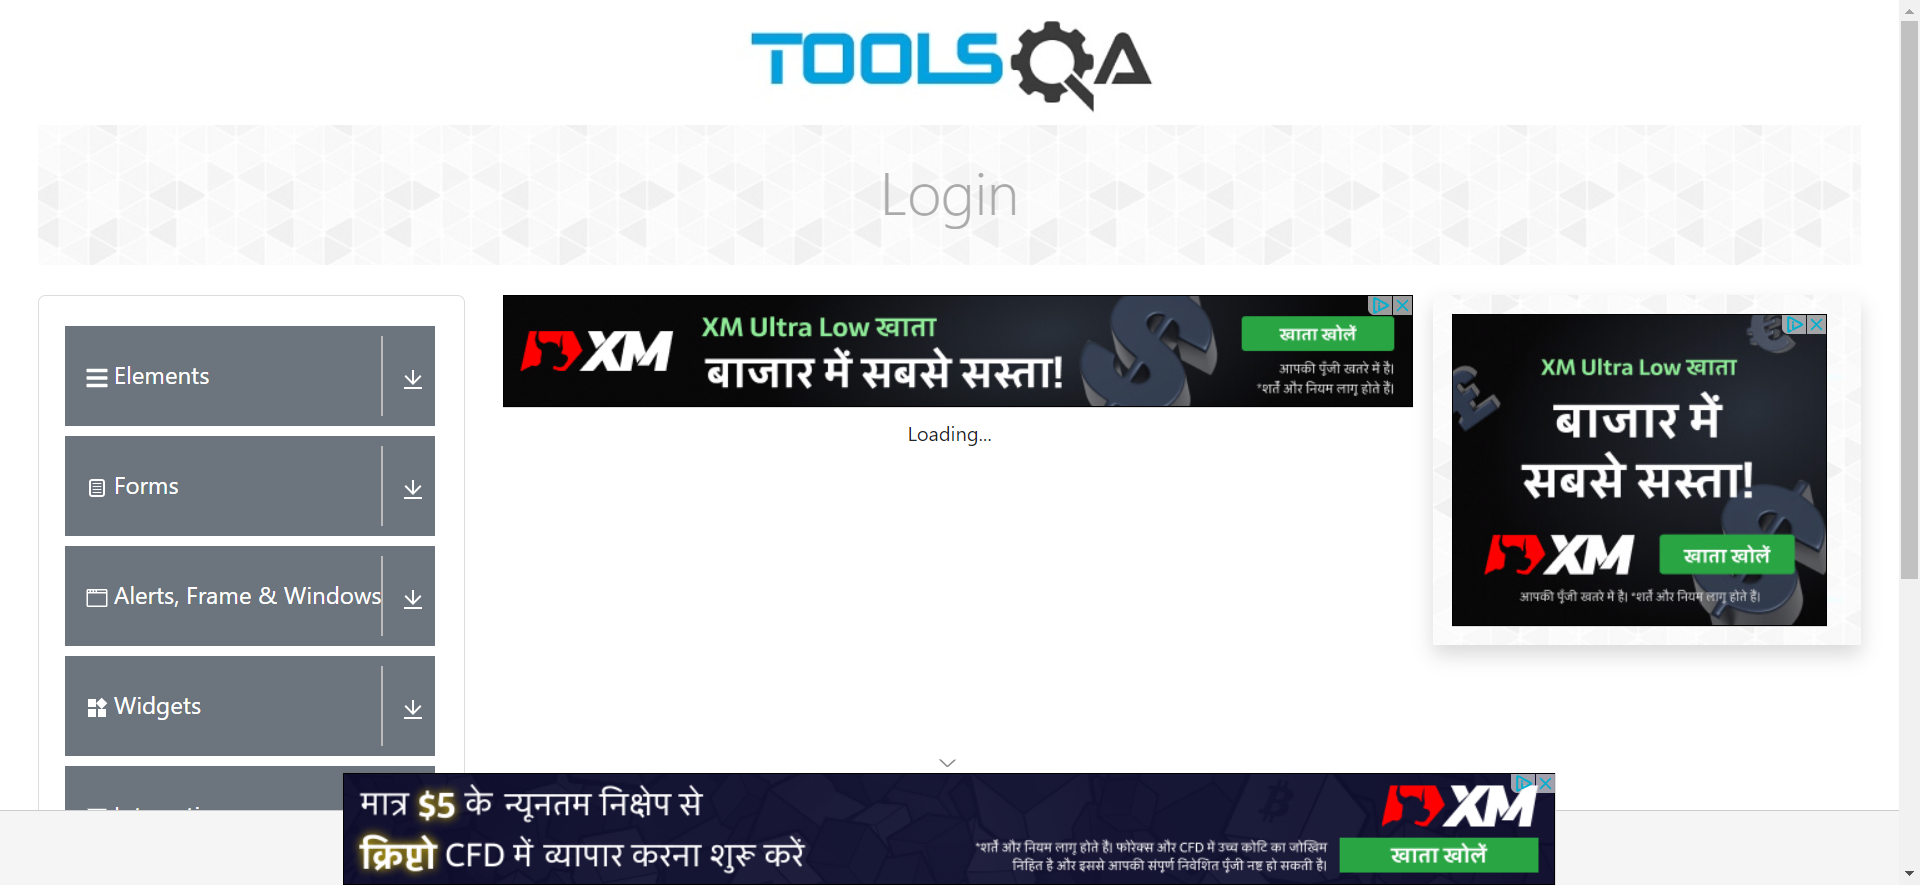 TOOLSQA
Login
Elements
Forms
Alerts, Frame & Windows
Widgets
XM
XM Ultra Low खाता
बाजार में सबसे सस्ता!
खाता खोलें
आपकी पूँजी खतरे में है।
*शर्तें और नियम लागू होते हैं।
Loading...
XM Ultra Low खाता
बाजार में
सबसे सस्ता!
XM
खाता खोलें
आपकी पूँजी खतरे में है। *शर्तें और नियम लागू होते हैं।
मात्र $5 के न्यूनतम निक्षेप से
क्रिप्टो CFD में व्यापार करना शुरू करें
*शर्तें और नियम लागू होते हैं। फोरेक्स और CFD में उच्च कोटि का जोखिम
निहित है और इससे आपकी संपूर्ण निवेशित पूँजी नष्ट हो सकती है।
XM
खाता खोलें